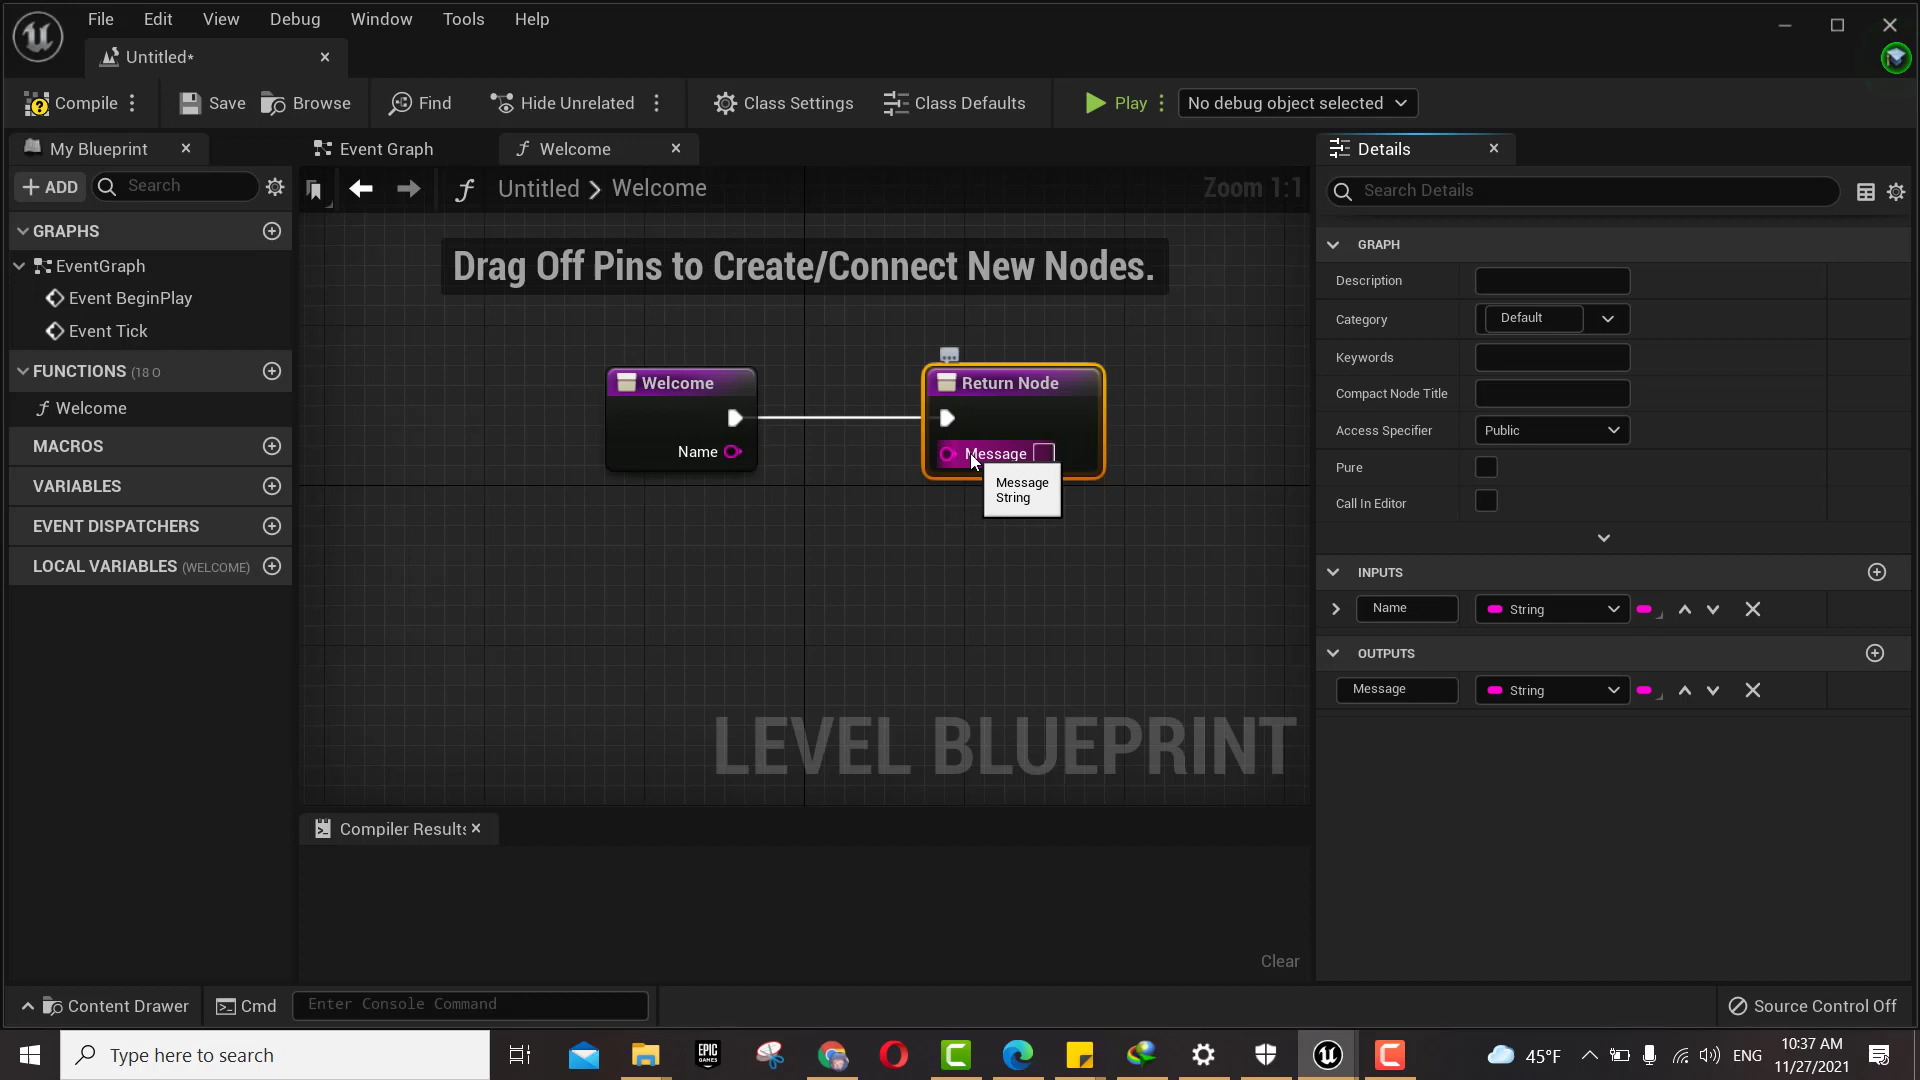 File Edit View Debug Window Tools Help
Untitled*
Compile Save Browse Find Hide Unrelated Class Settings Class Defaults Play No debug object selected
My Blueprint
ADD Search
GRAPHS
EventGraph
Event BeginPlay
Event Tick
FUNCTIONS (18 O
Welcome
MACROS
VARIABLES
EVENT DISPATCHERS
LOCAL VARIABLES (WELCOME)
Event Graph Welcome
Untitled > Welcome Zoom 1:1
Drag Off Pins to Create/Connect New Nodes.
Welcome
Name
Return Node
Message
Message
String
LEVEL BLUEPRINT
Compiler Results
Clear
Details
Search Details
GRAPH
Description
Category Default
Keywords
Compact Node Title
Access Specifier Public
Pure
Call In Editor
INPUTS
Name String
OUTPUTS
Message String
Content Drawer Cmd Enter Console Command Source Control Off
Type here to search
EPIC
GAMES
45°F ENG
10:37 AM
11/27/2021